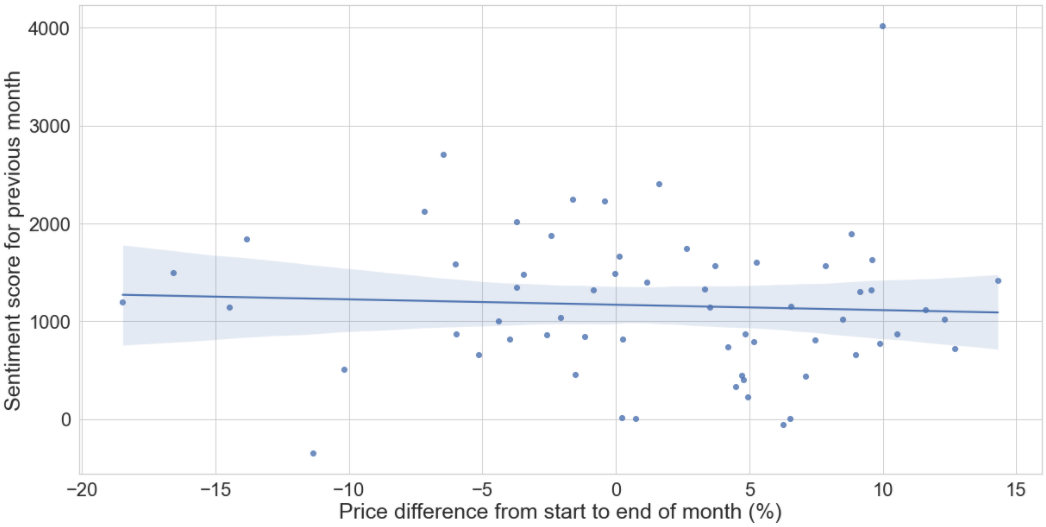 Sentiment score for previous month
4000
3000
2000
1000
0
−20 −15 −10 −5 0 5 10 15
Price difference from start to end of month (%)